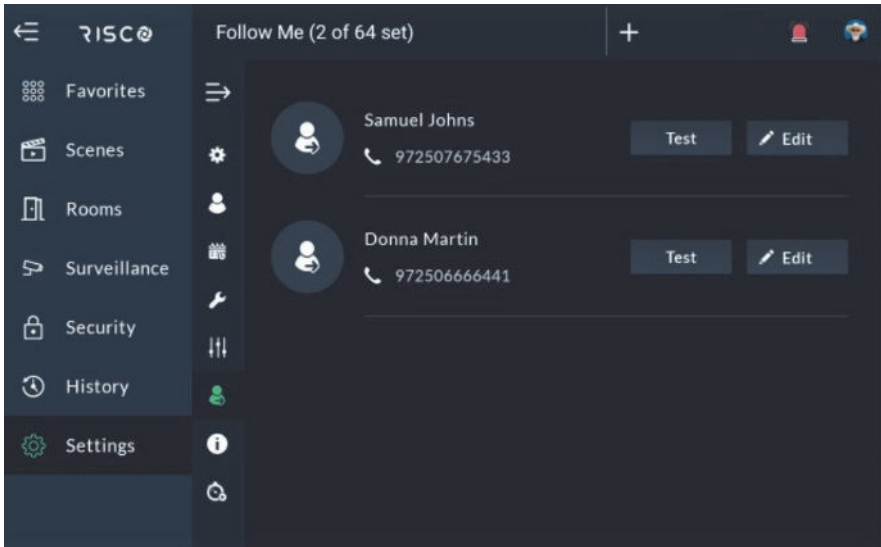 RISCO
Follow Me (2 of 64 set)
+
Favorites
Scenes
Rooms
Surveillance
Security
History
Settings
Samuel Johns
972507675433
Test
Edit
Donna Martin
972506666441
Test
Edit